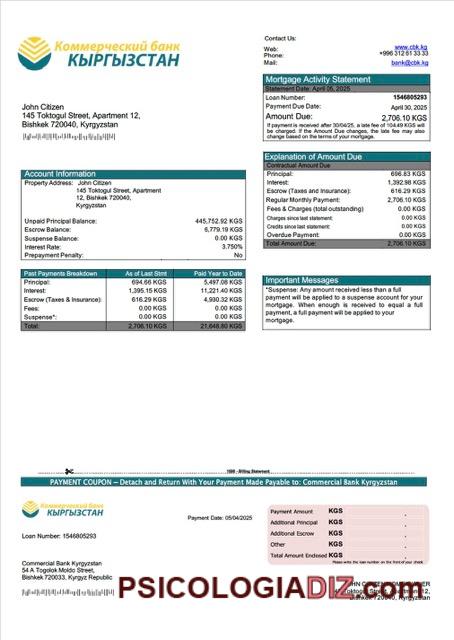 Коммерческий банк
КЫРГЫЗСТАН
Contact Us:
Web: www.cbk.kg
Phone: +996 312 61 33 33
Mail: bank@cbk.kg
Mortgage Activity Statement
Statement Date: April 05, 2025
Loan Number: 1546805293
Payment Due Date: April 30, 2025
Amount Due: 2,706.10 KGS
If payment is received after 30/04/25, a late fee of 104.49 KGS will be charged. If the Amount Due changes, the late fee may also change based on the terms of your mortgage.
John Citizen
145 Toktogul Street, Apartment 12,
Bishkek 720040, Kyrgyzstan
Explanation of Amount Due
Contractual Amount Due
Principal: 696.83 KGS
Interest: 1,392.98 KGS
Escrow (Taxes and Insurance): 616.29 KGS
Regular Monthly Payment: 2,706.10 KGS
Fees & Charges (total outstanding) 0.00 KGS
Charges since last statement: 0.00 KGS
Credits since last statement: 0.00 KGS
Overdue Payment: 0.00 KGS
Total Amount Due: 2,706.10 KGS
Account Information
Property Address: John Citizen
145 Toktogul Street, Apartment
12, Bishkek 720040,
Kyrgyzstan
Unpaid Principal Balance: 445,752.92 KGS
Escrow Balance: 6,779.19 KGS
Suspense Balance: 0.00 KGS
Interest Rate: 3.750%
Prepayment Penalty: No
Past Payments Breakdown As of Last Stmt Paid Year to Date
Principal: 694.66 KGS 5,497.08 KGS
Interest: 1,395.15 KGS 11,221.40 KGS
Escrow (Taxes & Insurance): 616.29 KGS 4,930.32 KGS
Fees: 0.00 KGS 0.00 KGS
Suspense*: 0.00 KGS 0.00 KGS
Total: 2,706.10 KGS 21,648.80 KGS
Important Messages
*Suspense: Any amount received less than a full
payment will be applied to a suspense account for your
mortgage. When enough is received to equal a full
payment, a full payment will be applied to your
mortgage.
Billing Statement
PAYMENT COUPON – Detach and Return With Your Payment Made Payable to: Commercial Bank Kyrgyzstan
Коммерческий банк
КЫРГЫЗСТАН
Payment Date: 05/04/2025
Loan Number: 1546805293
Payment Amount KGS
Additional Principal KGS
Additional Escrow KGS
Other KGS
Total Amount Enclosed KGS
Please write the loan number on the front of your check
Commercial Bank Kyrgyzstan
54 A Togolok Moldo Street,
Bishkek 720033, Kyrgyz Republic
PSICOLOGIADIZ.com